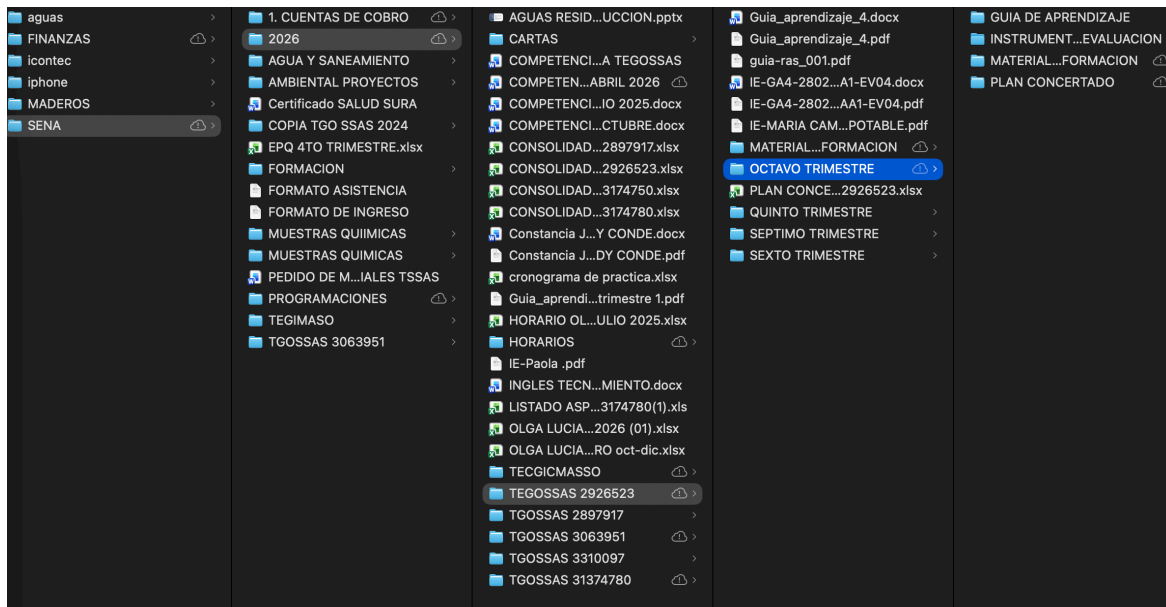 aguas
FINANZAS
icontec
iphone
MADEROS
SENA
1. CUENTAS DE COBRO
2026
AGUA Y SANEAMIENTO
AMBIENTAL PROYECTOS
Certificado SALUD SURA
COPIA TGO SSAS 2024
EPQ 4TO TRIMESTRE.xlsx
FORMACION
FORMATO ASISTENCIA
FORMATO DE INGRESO
MUESTRAS QUIIMICAS
MUESTRAS QUIMICAS
PEDIDO DE M...IALES TSSAS
PROGRAMACIONES
TEGIMASO
TGOSSAS 3063951
AGUAS RESID...UCCION.pptx
CARTAS
COMPETENCI...A TEGOSSAS
COMPETEN...ABRIL 2026
COMPETENCI...IO 2025.docx
COMPETENCI...CTUBRE.docx
CONSOLIDAD...2897917.xlsx
CONSOLIDAD...2926523.xlsx
CONSOLIDAD...3174750.xlsx
CONSOLIDAD...3174780.xlsx
Constancia J...Y CONDE.docx
Constancia J...DY CONDE.pdf
cronograma de practica.xlsx
Guia_aprendi...trimestre 1.pdf
HORARIO OL...ULIO 2025.xlsx
HORARIOS
IE-Paola .pdf
INGLES TECN...MIENTO.docx
LISTADO ASP...3174780(1).xls
OLGA LUCIA...2026 (01).xlsx
OLGA LUCIA...RO oct-dic.xlsx
TECGICMASSO
TEGOSSAS 2926523
TGOSSAS 2897917
TGOSSAS 3063951
TGOSSAS 3310097
TGOSSAS 31374780
Guia_aprendizaje_4.docx
Guia_aprendizaje_4.pdf
guia-ras_001.pdf
IE-GA4-2802...A1-EV04.docx
IE-GA4-2802...AA1-EV04.pdf
IE-MARIA CAM...POTABLE.pdf
MATERIAL...FORMACION
OCTAVO TRIMESTRE
PLAN CONCE...2926523.xlsx
QUINTO TRIMESTRE
SEPTIMO TRIMESTRE
SEXTO TRIMESTRE
GUIA DE APRENDIZAJE
INSTRUMENT...EVALUACION
MATERIAL...FORMACION
PLAN CONCERTADO